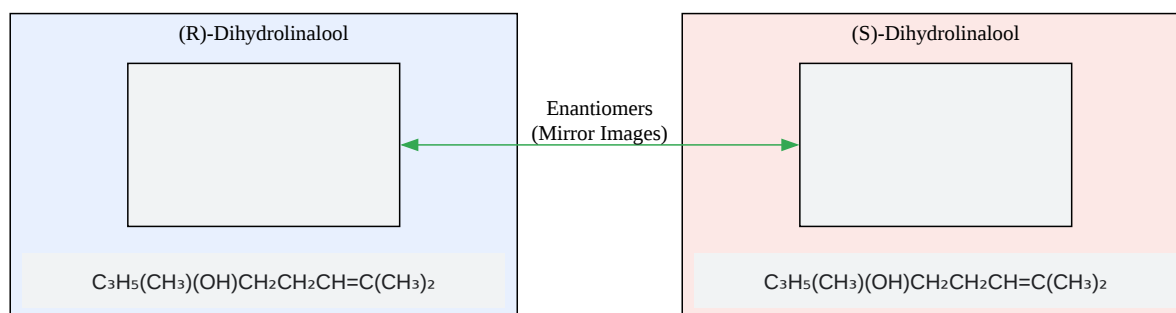 (R)-Dihydrolinalool
(S)-Dihydrolinalool
Enantiomers
(Mirror Images)
C₃H₅(CH₃)(OH)CH₂CH₂CH=C(CH₃)₂
C₃H₅(CH₃)(OH)CH₂CH₂CH=C(CH₃)₂